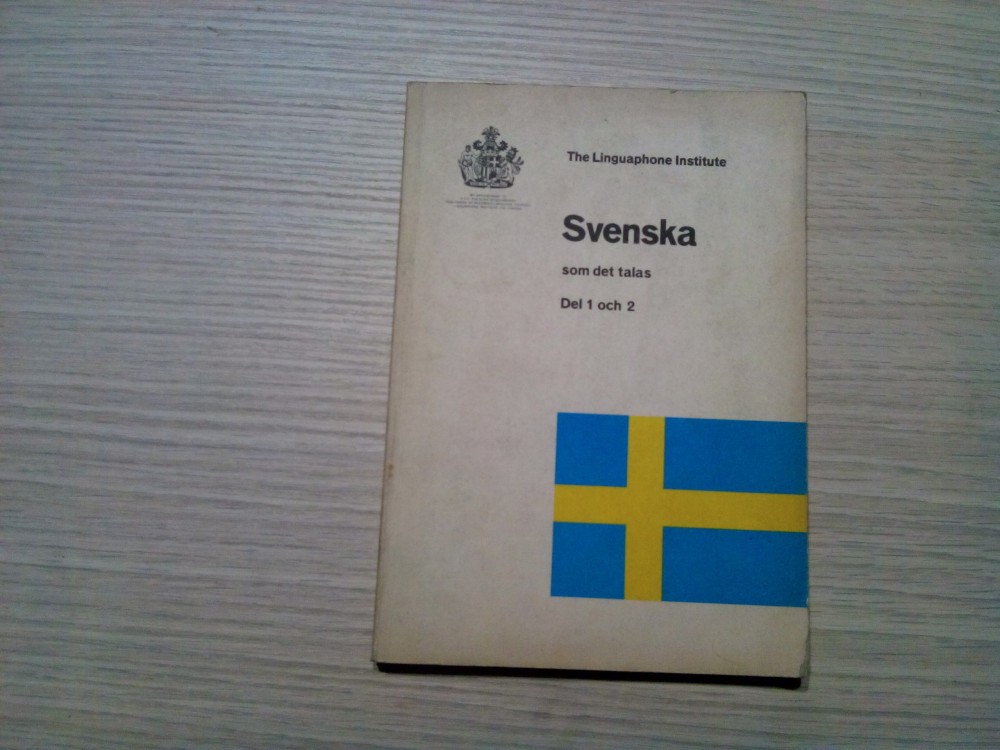 The Linguaphone Institute
Svenska
som det talas
Del 1 och 2